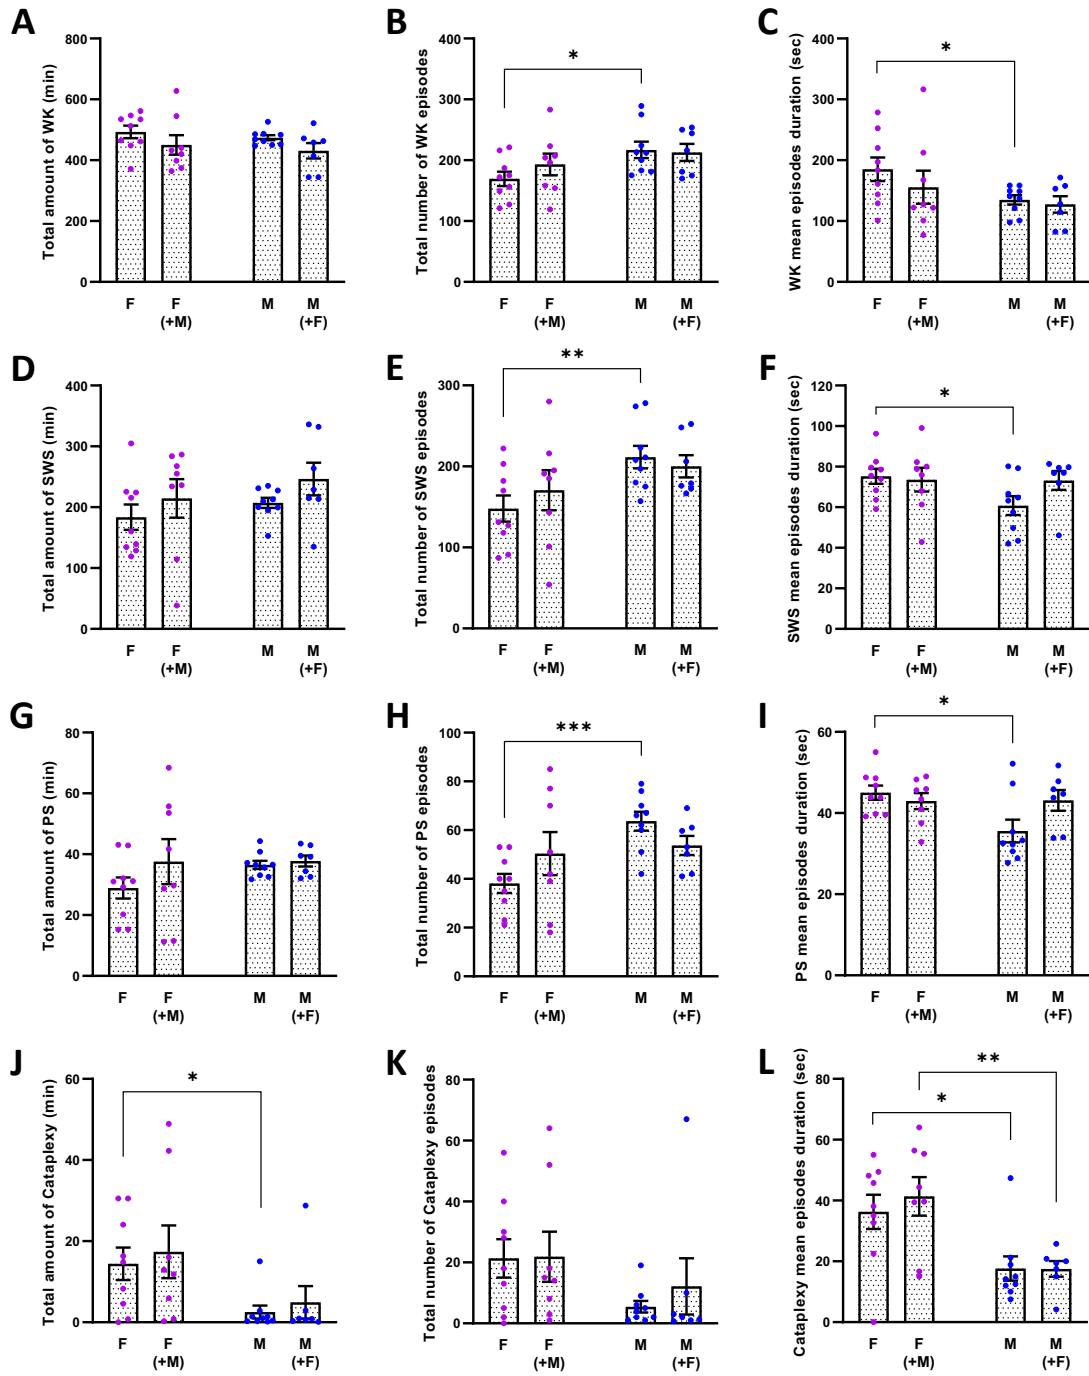 A
Total amount of WK (min)
800
600
400
200
0
F
F
(+M)
M
M
(+F)
B
Total number of WK episodes
400
300
200
100
0
*
F
F
(+M)
M
M
(+F)
C
WK mean episodes duration (sec)
400
300
200
100
0
*
F
F
(+M)
M
M
(+F)
D
Total amount of SWS (min)
400
300
200
100
0
F
F
(+M)
M
M
(+F)
E
Total number of SWS episodes
300
200
100
0
**
F
F
(+M)
M
M
(+F)
F
SWS mean episodes duration (sec)
120
100
80
60
40
20
0
*
F
F
(+M)
M
M
(+F)
G
Total amount of PS (min)
80
60
40
20
0
F
F
(+M)
M
M
(+F)
H
Total number of PS episodes
100
80
60
40
20
0
***
F
F
(+M)
M
M
(+F)
I
PS mean episodes duration (sec)
60
40
20
0
*
F
F
(+M)
M
M
(+F)
J
Total amount of Cataplexy (min)
60
40
20
0
*
F
F
(+M)
M
M
(+F)
K
Total number of Cataplexy episodes
80
60
40
20
0
F
F
(+M)
M
M
(+F)
L
Cataplexy mean episodes duration (sec)
80
60
40
20
0
**
*
F
F
(+M)
M
M
(+F)